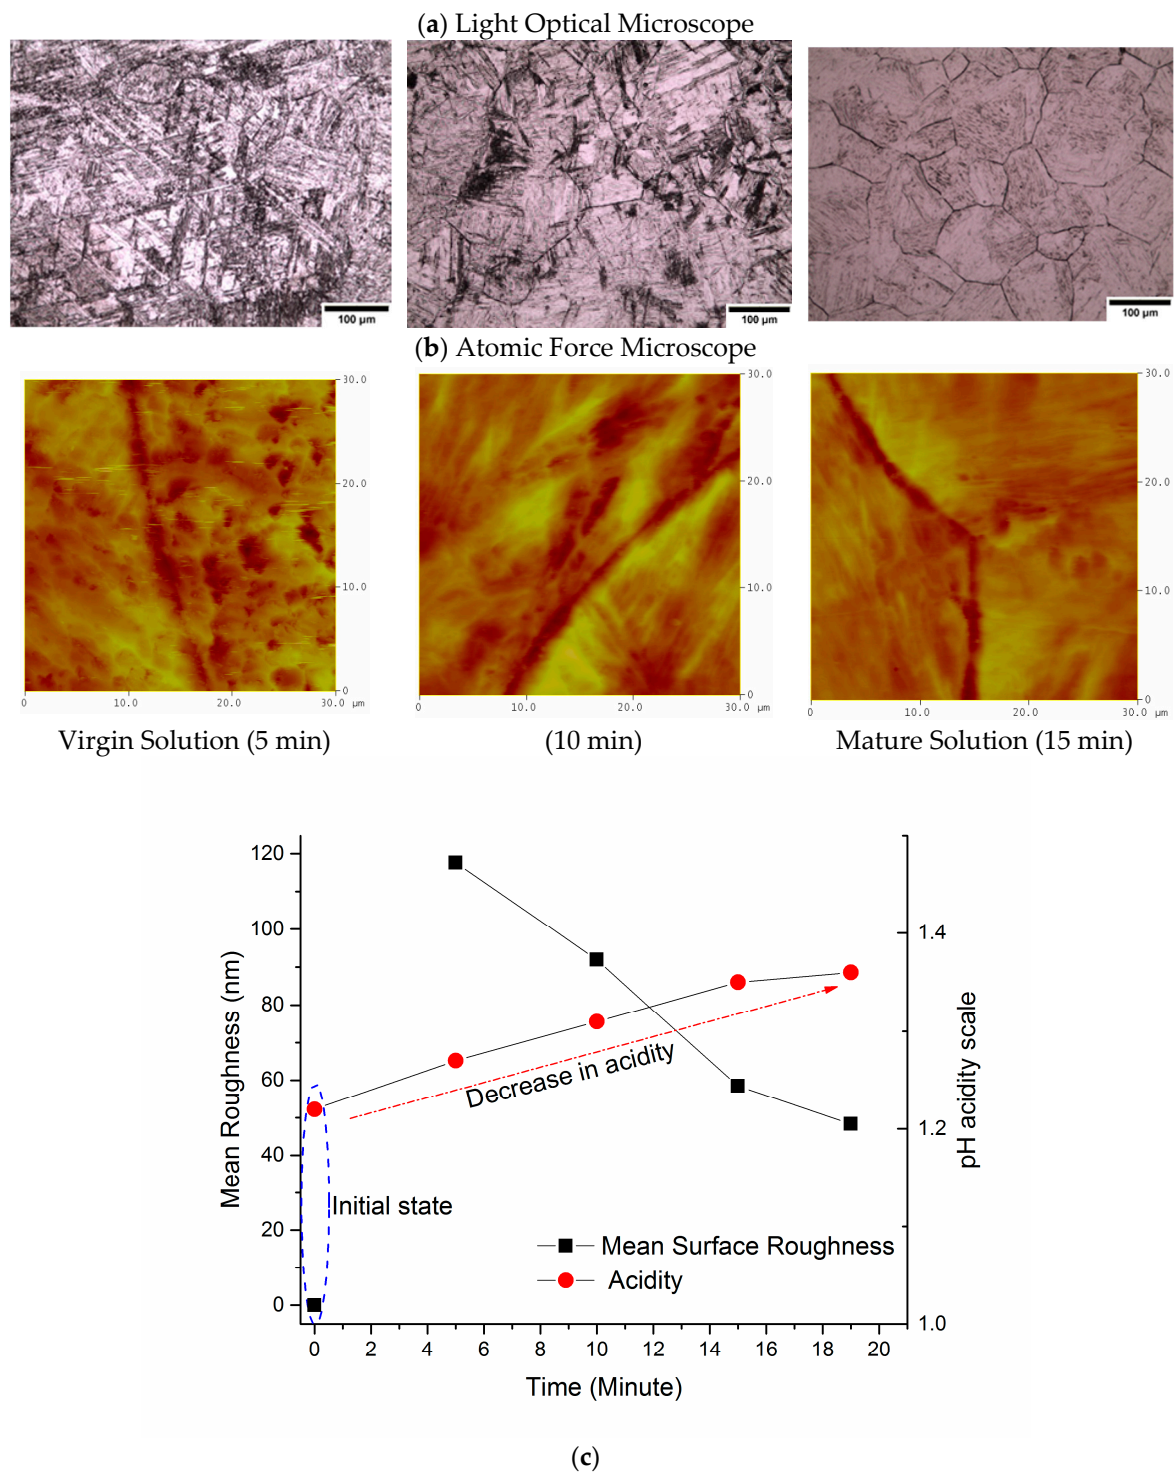 (a) Light Optical Microscope
100 µm 100 µm 100 µm
(b) Atomic Force Microscope
30.0 30.0 30.0
20.0 20.0 20.0
10.0 10.0 10.0
0 0 0
0 10.0 20.0 30.0 µm 0 10.0 20.0 30.0 µm 0 10.0 20.0 30.0 µm
Virgin Solution (5 min) (10 min) Mature Solution (15 min)
Mean Roughness (nm)
120
100
80
60
40
20
0
1.4
1.2
1.0
pH acidity scale
Decrease in acidity
Initial state
Mean Surface Roughness
Acidity
0 2 4 6 8 10 12 14 16 18 20
Time (Minute)
(c)